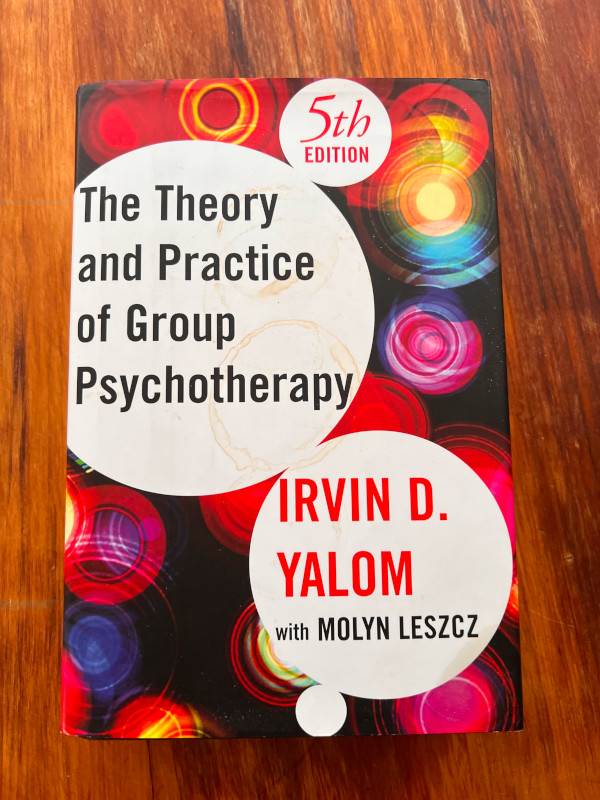 5th
EDITION
The Theory
and Practice
of Group
Psychotherapy
IRVIN D.
YALOM
with MOLYN LESZCZ